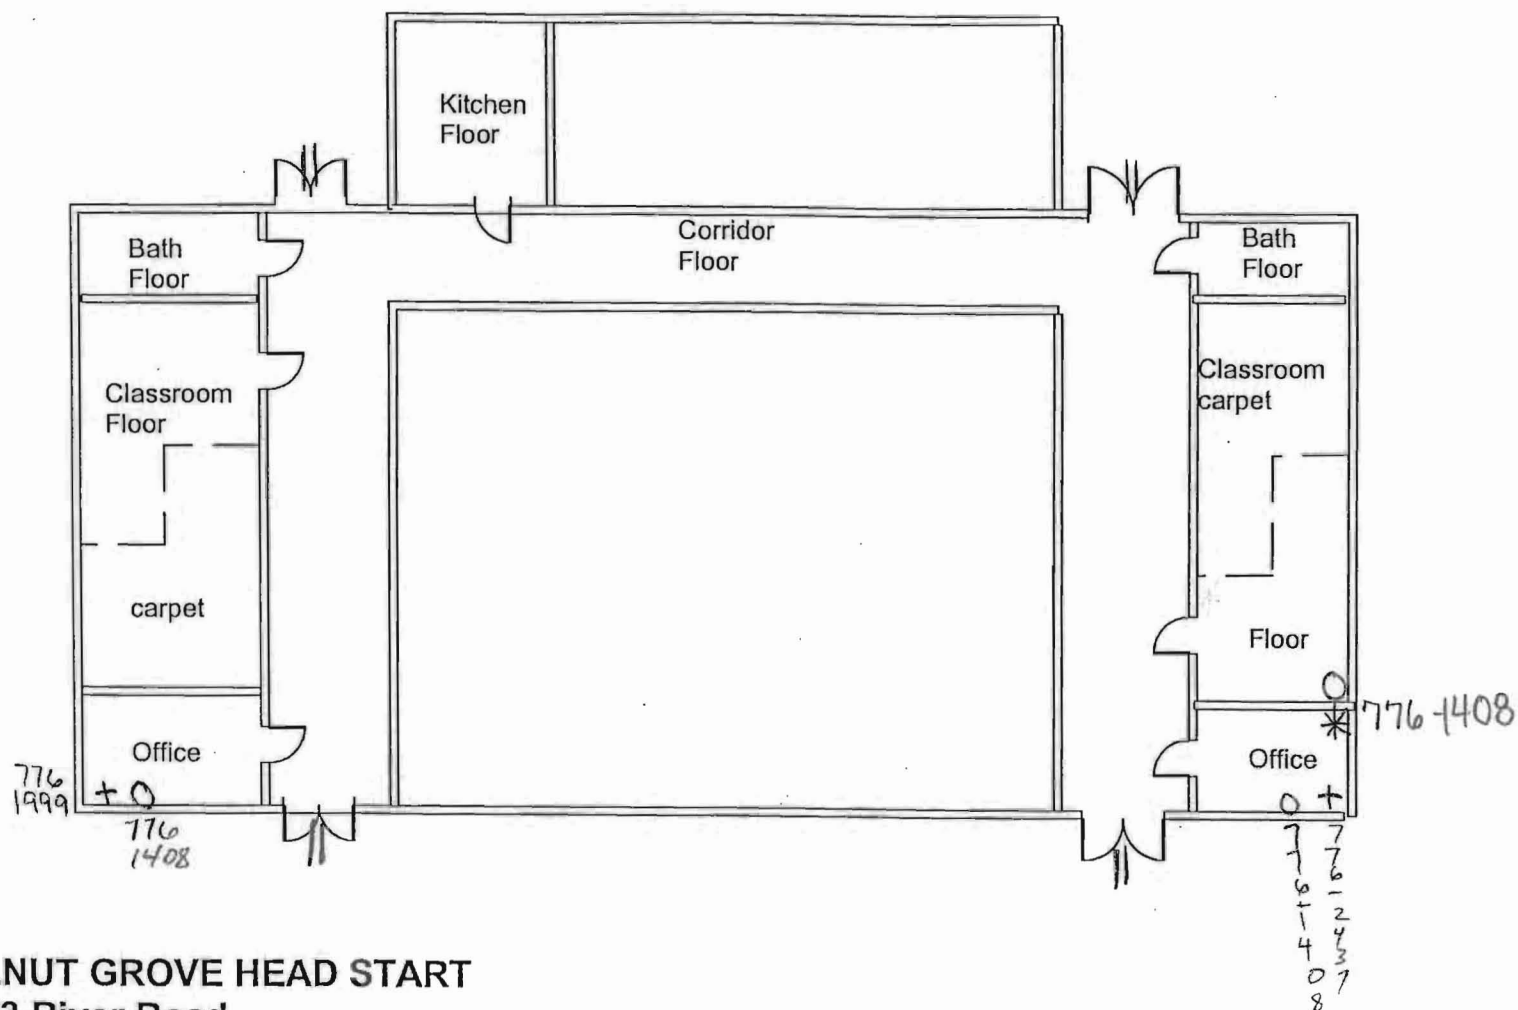 Kitchen
Floor
Corridor
Floor
Bath
Floor
Bath
Floor
Classroom
Floor
Classroom
carpet
carpet
Floor
776-1408
Office
Office
776
1999
776
1408
776-1408
776-2437
NUT GROVE HEAD START